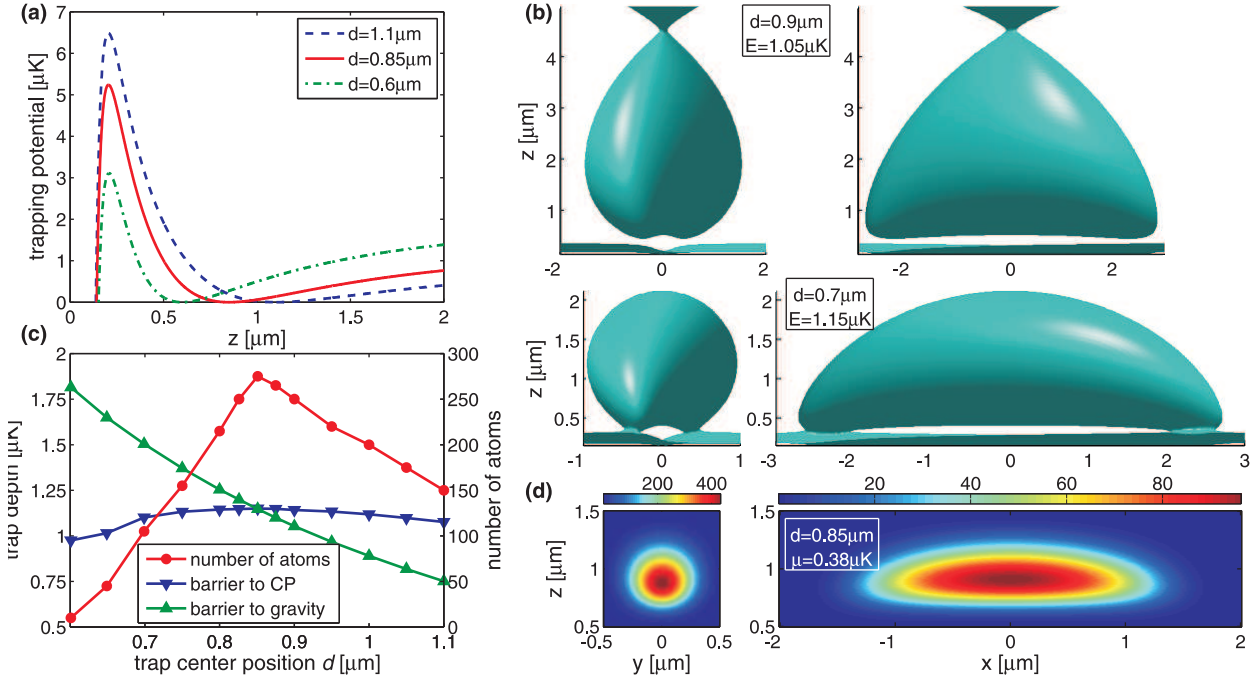 (a)
trapping potential [μK]
7
6
5
4
3
2
1
0
d=1.1μm
d=0.85μm
d=0.6μm
0 0.5 1 1.5 2
z [μm]
(b)
z [μm]
4
3
2
1
-2 0 2
d=0.9μm
E=1.05μK
4
3
2
1
-2 0 2
z [μm]
2
1.5
1
0.5
-1 0 1
d=0.7μm
E=1.15μK
2
1.5
1
0.5
-3 -2 -1 0 1 2 3
(c)
trap depth [μK]
2
1.75
1.5
1.25
1
0.75
0.5
number of atoms
barrier to CP
barrier to gravity
300
250
200
150
100
50
0
number of atoms
0.7 0.8 0.9 1 1.1
trap center position d [μm]
(d)
200 400
z [μm]
1.5
1
0.5
-0.5 0 0.5
y [μm]
20 40 60 80
d=0.85μm
μ=0.38μK
1.5
1
0.5
-2 -1 0 1 2
x [μm]